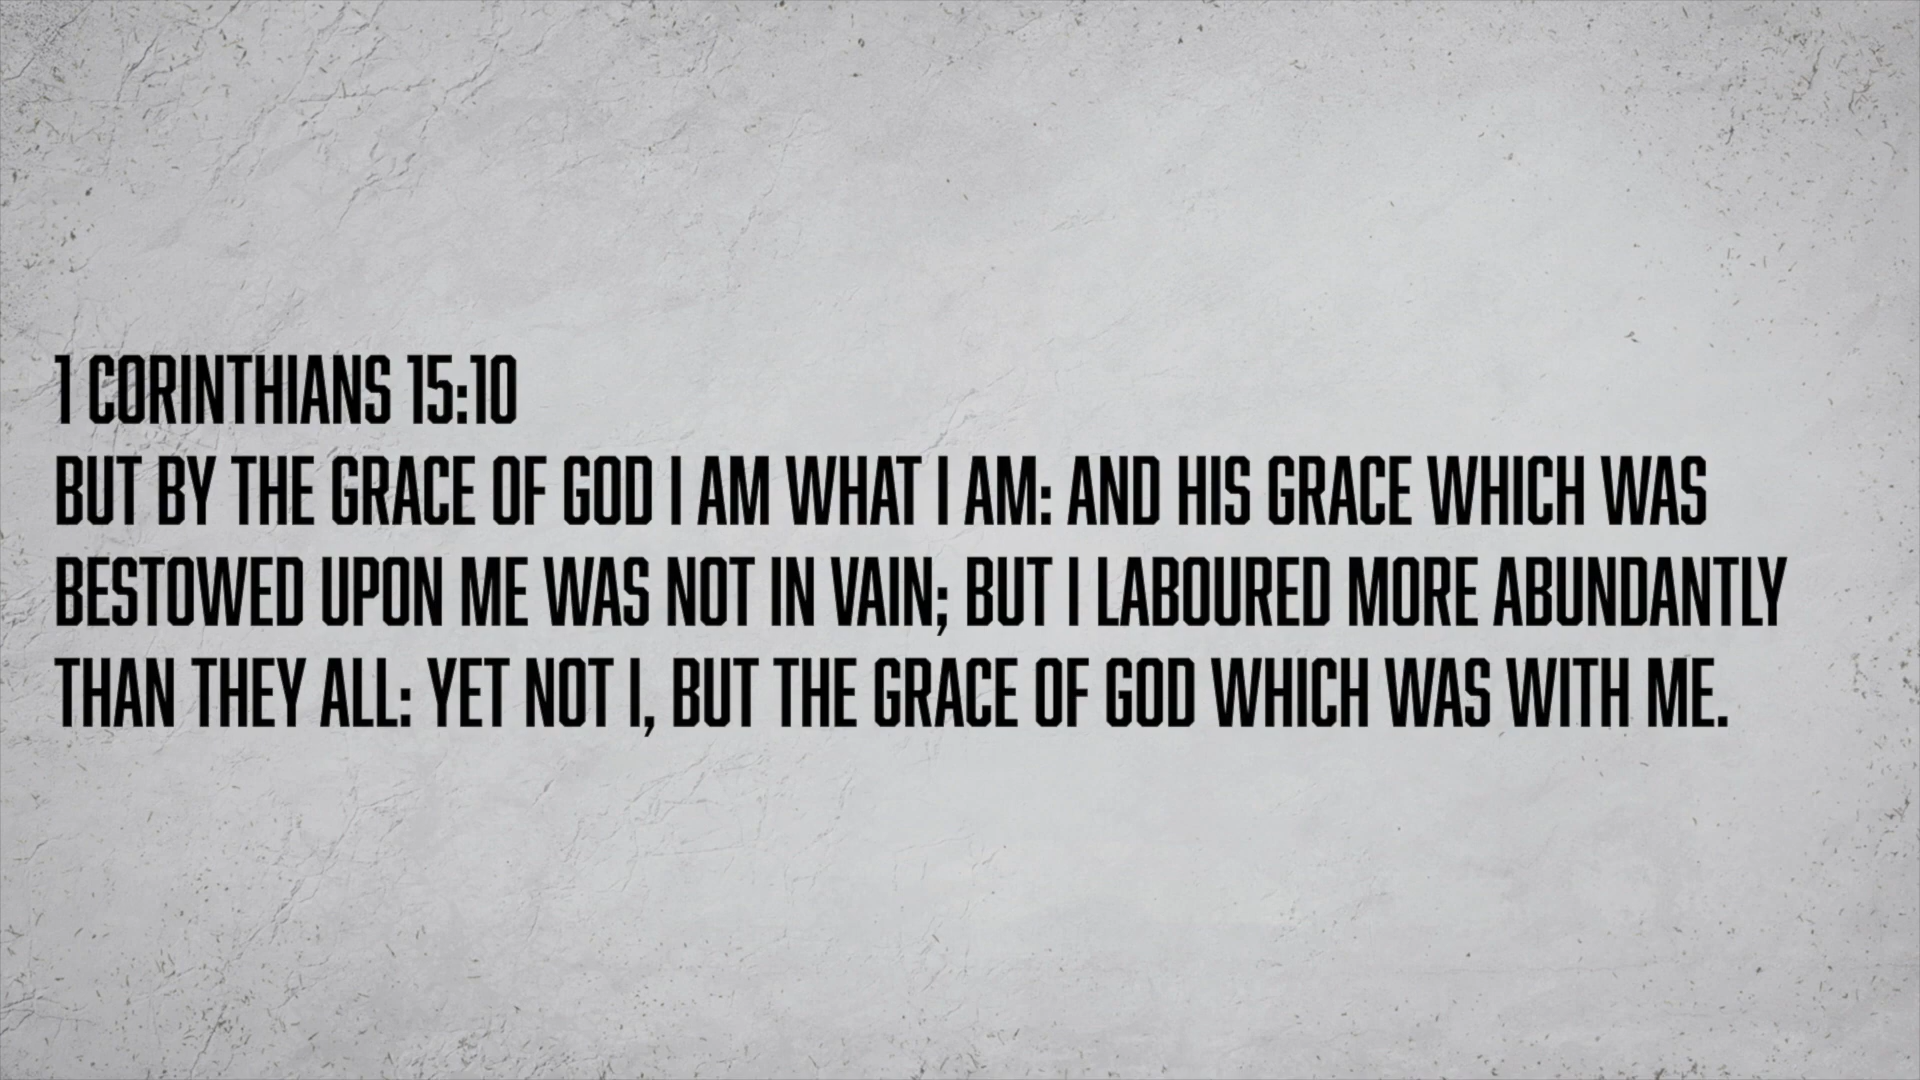 1 CORINTHIANS 15:10
BUT BY THE GRACE OF GOD I AM WHAT I AM: AND HIS GRACE WHICH WAS
BESTOWED UPON ME WAS NOT IN VAIN; BUT I LABOURED MORE ABUNDANTLY
THAN THEY ALL: YET NOT I, BUT THE GRACE OF GOD WHICH WAS WITH ME.